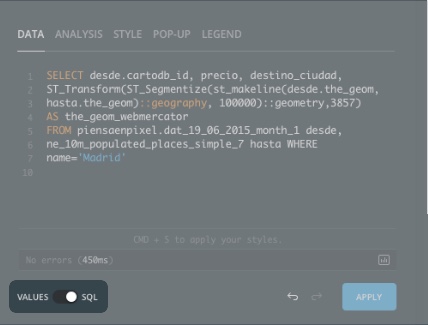 DATA ANALYSIS STYLE POP-UP LEGEND
1 SELECT desde.cartodb_id, precio, destino_ciudad,
2 ST_Transform(ST_Segmentize(st_makeline(desde.the_geom,
3 hasta.the_geom)::geography, 100000)::geometry,3857)
4 AS the_geom_webmercator
5 FROM piensaenpixel.dat_19_06_2015_month_1 desde,
6 ne_10m_populated_places_simple_7 hasta WHERE
7 name='Madrid'
8
9
10
CMD + S to apply your styles.
No errors (450ms)
VALUES SQL APPLY